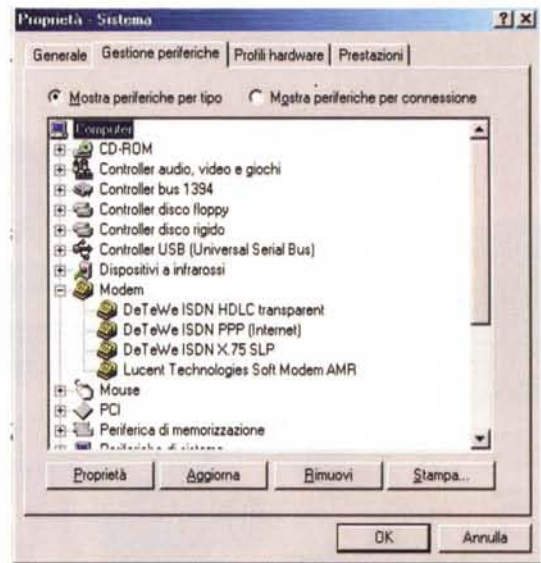 Proprietà - Sistema
Generale
Gestione periferiche
Profili hardware
Prestazioni
Mostra periferiche per tipo
Mostra periferiche per connessione
Computer
CD-ROM
Controller audio, video e giochi
Controller bus 1394
Controller disco floppy
Controller disco rigido
Controller USB (Universal Serial Bus)
Dispositivi a infrarossi
Modem
DeTeWe ISDN HDLC transparent
DeTeWe ISDN PPP (Internet)
DeTeWe ISDN X.75 SLP
Lucent Technologies Soft Modem AMR
Mouse
PCI
Periferica di memorizzazione
Periferiche di sistema
Proprietà
Aggiorna
Rimuovi
Stampa...
OK
Annulla